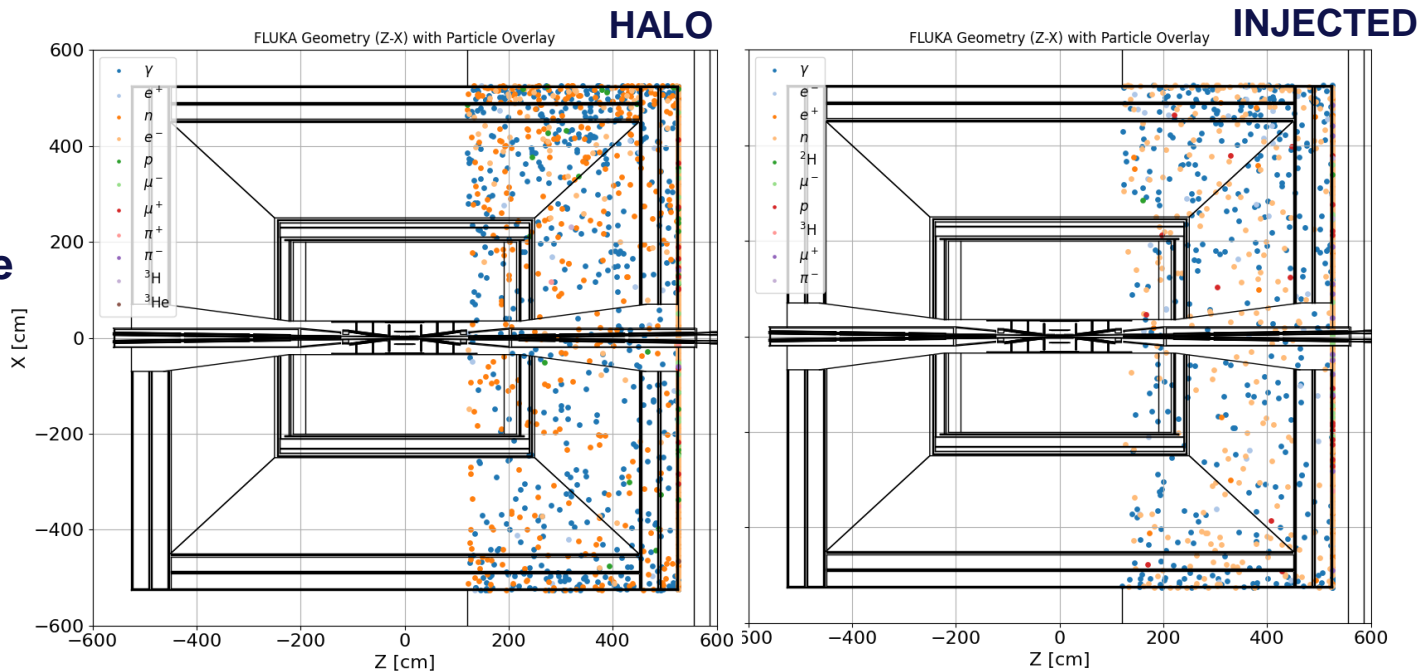 HALO
INJECTED
FLUKA Geometry (Z-X) with Particle Overlay
FLUKA Geometry (Z-X) with Particle Overlay
e
X [cm]
600
400
200
0
−200
−400
−600
γ
e⁺
n
e⁻
p
μ⁻
μ⁺
π⁺
π⁻
³H
³He
−600
−400
−200
0
200
400
600
Z [cm]
γ
e⁻
e⁺
n
²H
μ⁻
p
³H
μ⁺
π⁻
500
−400
−200
0
200
400
600
Z [cm]